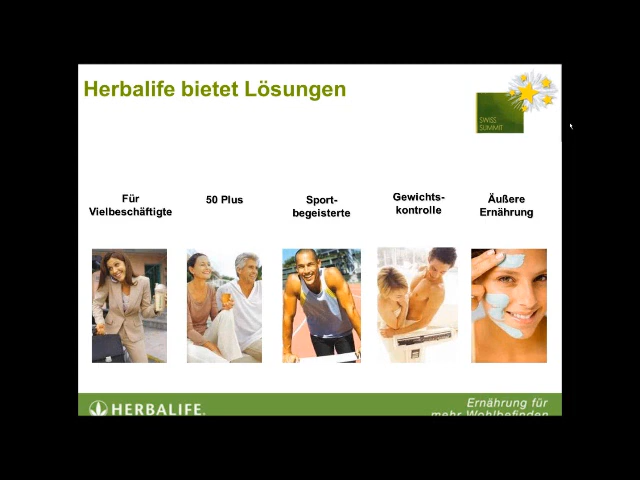 Herbalife bietet Lösungen
SWISS
SUMMIT
Für
Vielbeschäftigte
50 Plus
Sport-
begeisterte
Gewichts-
kontrolle
Äußere
Ernährung
HERBALIFE.
Ernährung für
mehr Wohlbefinden